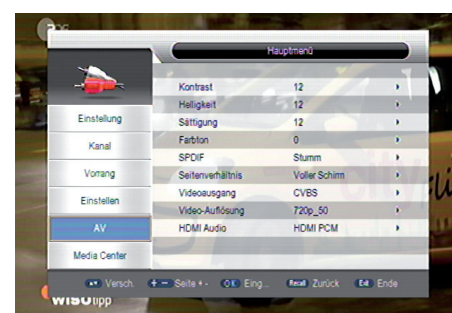 Hauptmenü
Kontrast 12
Helligkeit 12
Sättigung 12
Farbton 0
SPDIF Stumm
Seitenverhältnis Voller Schirm
Videoausgang CVBS
Video-Auflösung 720p_50
HDMI Audio HDMI PCM
Einstellung
Kanal
Vorrang
Einstellen
AV
Media Center
Versch. + - Seite + - OK Eing... Recall Zurück Exit Ende
WISO tipp